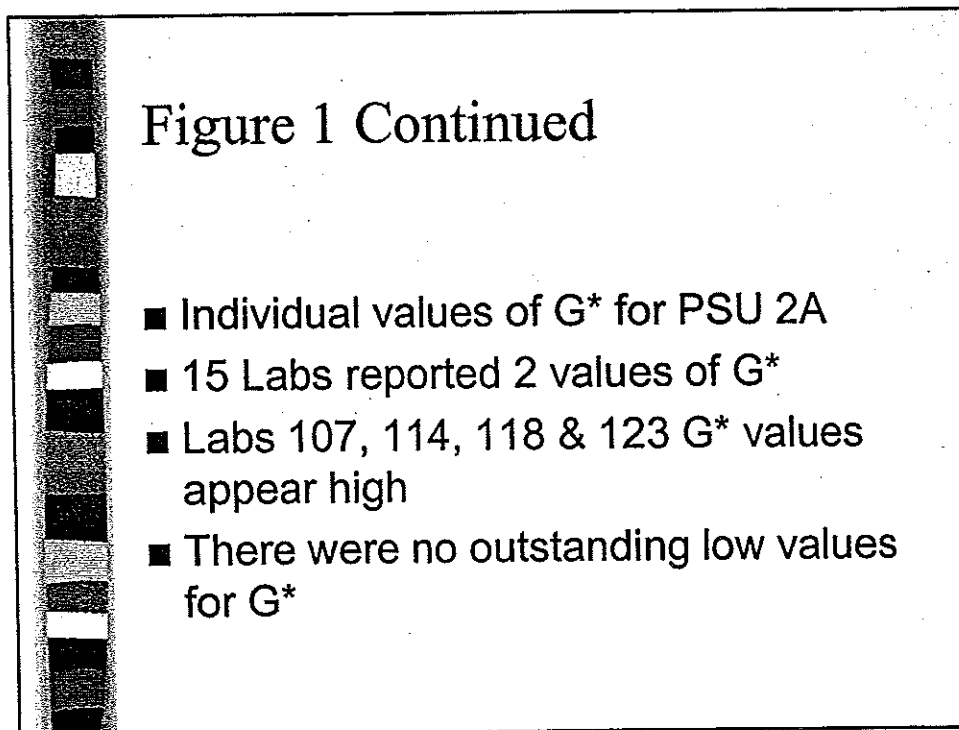 Figure 1 Continued
■ Individual values of G* for PSU 2A
■ 15 Labs reported 2 values of G*
■ Labs 107, 114, 118 & 123 G* values
appear high
■ There were no outstanding low values
for G*